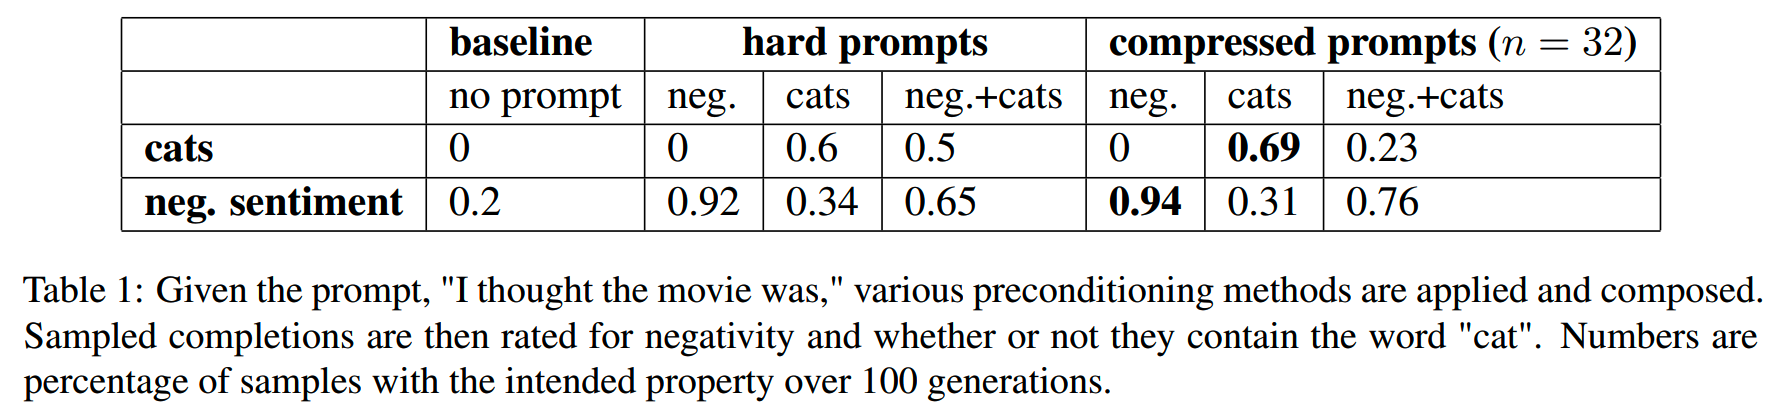 baseline hard prompts compressed prompts (n = 32)
no prompt neg. cats neg.+cats neg. cats neg.+cats
cats 0 0 0.6 0.5 0 0.69 0.23
neg. sentiment 0.2 0.92 0.34 0.65 0.94 0.31 0.76
Table 1: Given the prompt, "I thought the movie was," various preconditioning methods are applied and composed.
Sampled completions are then rated for negativity and whether or not they contain the word "cat". Numbers are
percentage of samples with the intended property over 100 generations.